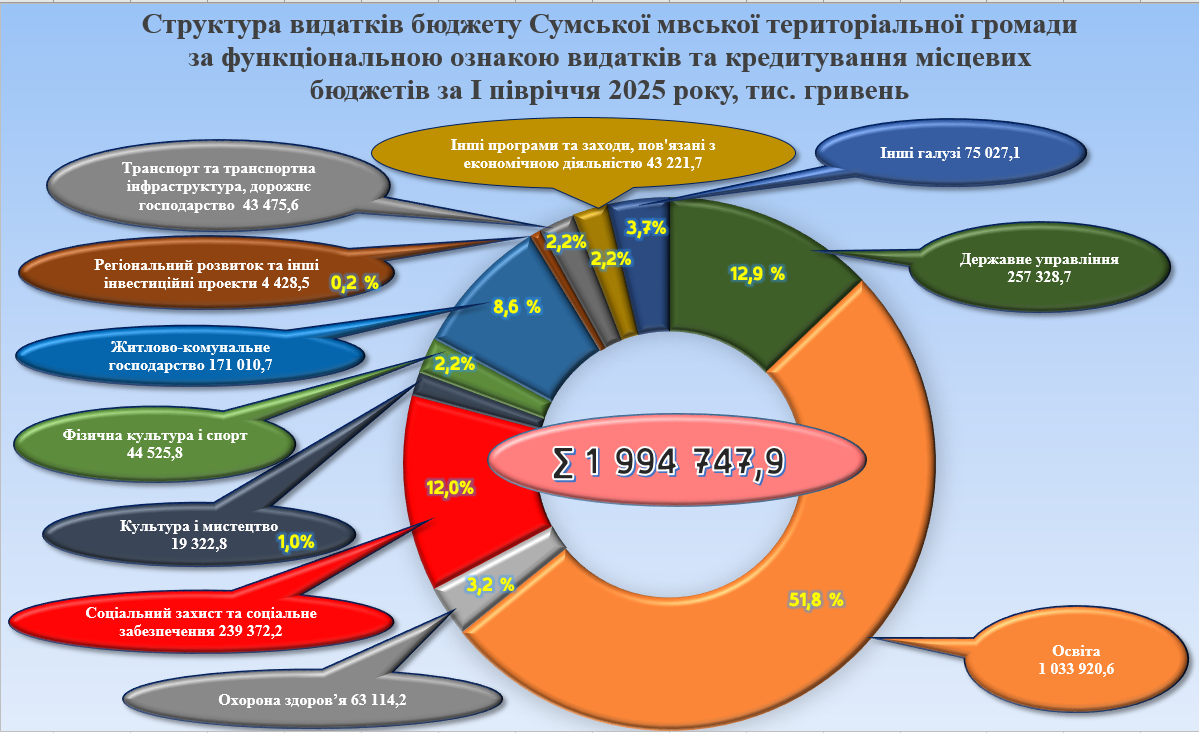 Структура видатків бюджету Сумської мвської територіальної громади
за функціональною ознакою видатків та кредитування місцевих
бюджетів за І півріччя 2025 року, тис. гривень
Інші програми та заходи, пов'язані з
економічною діяльністю 43 221,7
Інші галузі 75 027,1
Транспорт та транспортна
інфраструктура, дорожнє
господарство 43 475,6
Державне управління
257 328,7
Регіональний розвиток та інші
інвестиційні проекти 4 428,5
0,2 %
2,2%
2,2%
3,7%
12,9 %
8,6 %
Житлово-комунальне
господарство 171 010,7
2,2%
Фізична культура і спорт
44 525,8
∑ 1 994 747,9
12,0%
Культура і мистецтво
19 322,8
1,0%
3,2 %
51,8 %
Соціальний захист та соціальне
забезпечення 239 372,2
Освіта
1 033 920,6
Охорона здоров’я 63 114,2